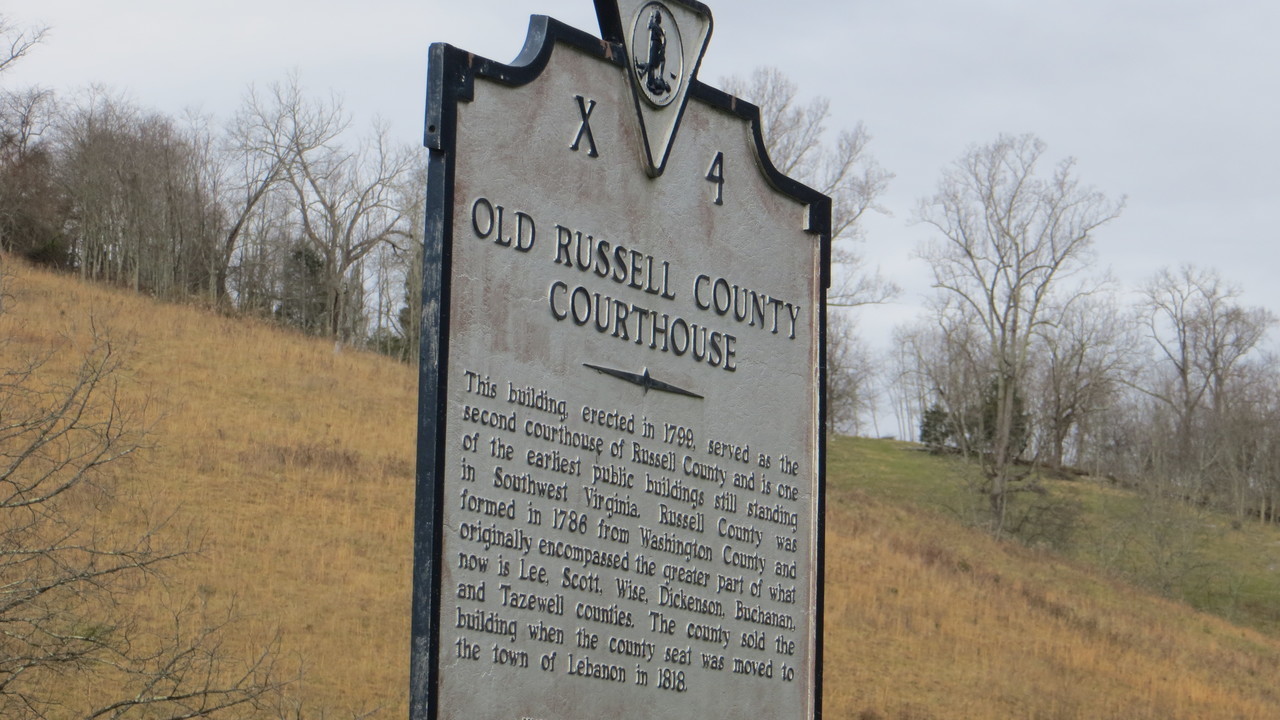 X 4
OLD RUSSELL COUNTY
COURTHOUSE
This building, erected in 1799, served as the
second courthouse of Russell County and is one
of the earliest public buildings still standing
in Southwest Virginia. Russell County was
formed in 1786 from Washington County and
originally encompassed the greater part of what
now is Lee, Scott, Wise, Dickenson, Buchanan,
and Tazewell counties. The county sold the
building when the county seat was moved to
the town of Lebanon in 1818.